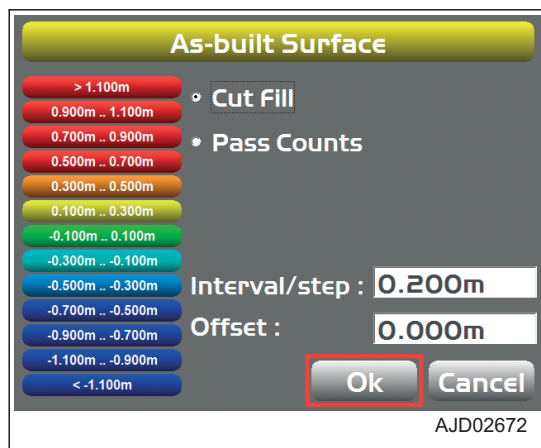 As-built Surface
> 1.100m
0.900m .. 1.100m
0.700m .. 0.900m
0.500m .. 0.700m
0.300m .. 0.500m
0.100m .. 0.300m
-0.100m .. 0.100m
-0.300m .. -0.100m
-0.500m .. -0.300m
-0.700m .. -0.500m
-0.900m .. -0.700m
-1.100m .. -0.900m
< -1.100m
Cut Fill
Pass Counts
Interval/step : 0.200m
Offset : 0.000m
Ok Cancel
AJD02672